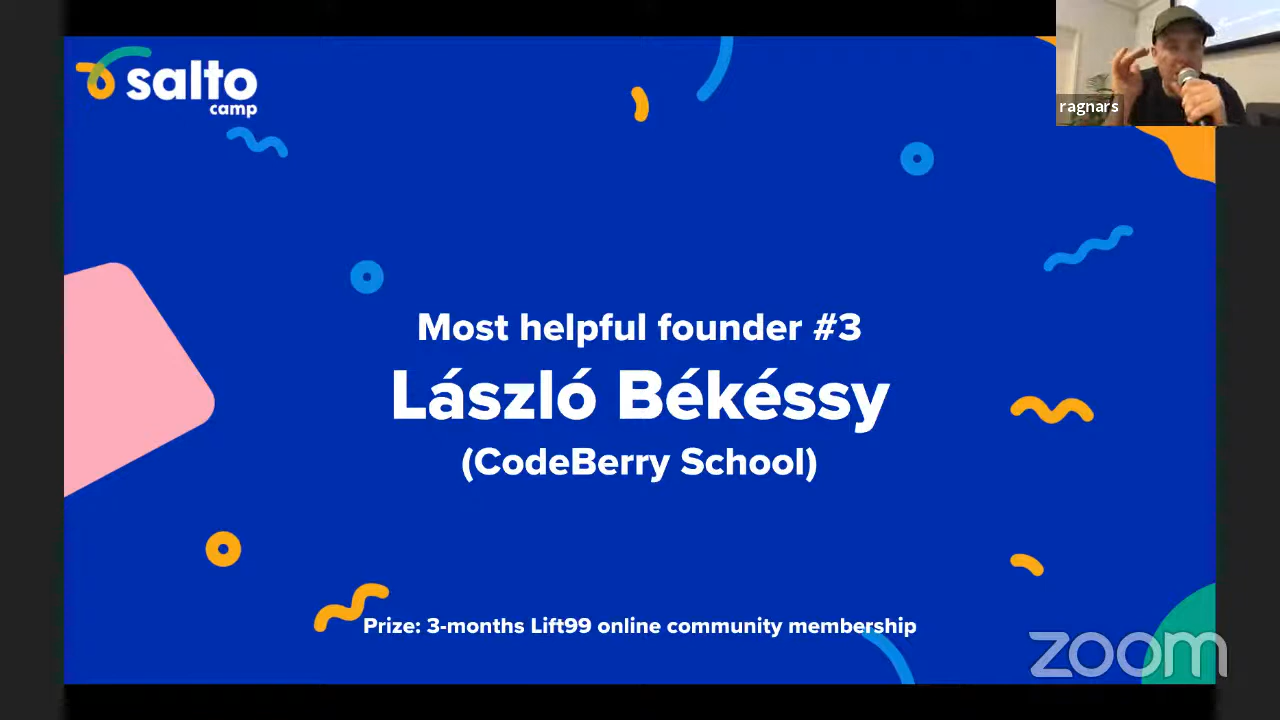 salto
camp
ragnars
Most helpful founder #3
László Békéssy
(CodeBerry School)
Prize: 3-months Lift99 online community membership
zoom